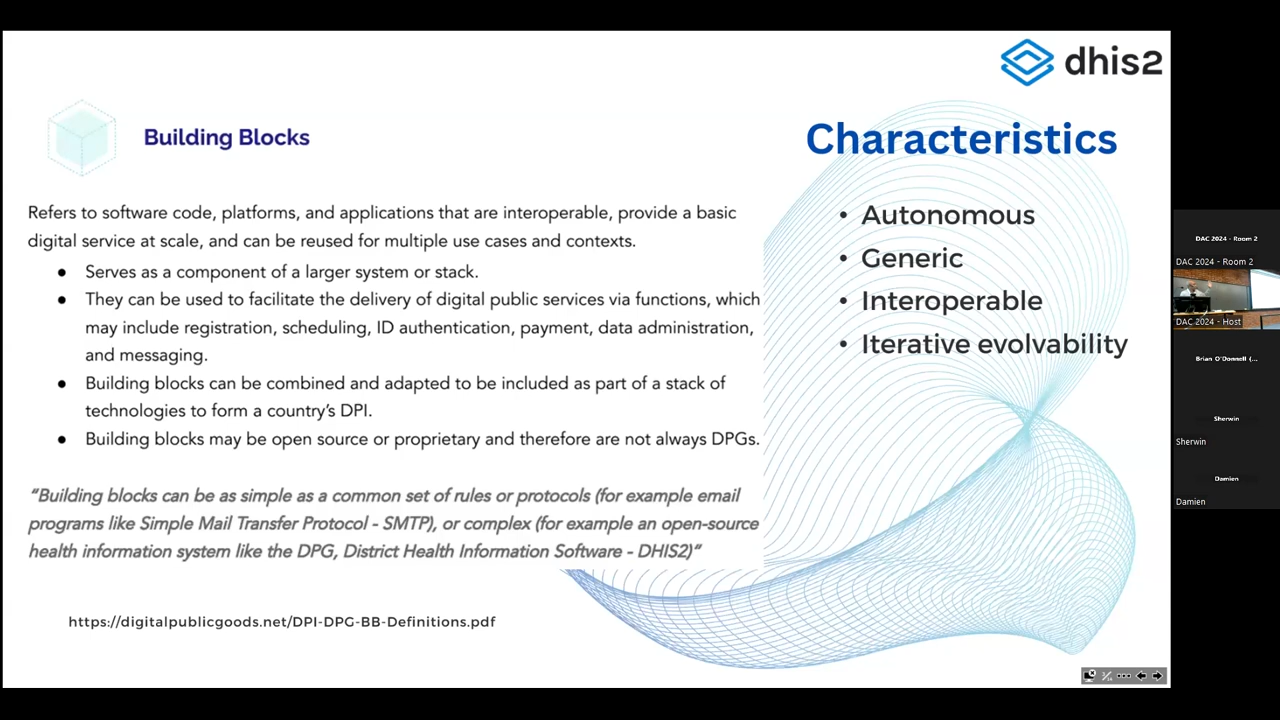 dhis2
Building Blocks
Refers to software code, platforms, and applications that are interoperable, provide a basic
digital service at scale, and can be reused for multiple use cases and contexts.
● Serves as a component of a larger system or stack.
● They can be used to facilitate the delivery of digital public services via functions, which
may include registration, scheduling, ID authentication, payment, data administration,
and messaging.
● Building blocks can be combined and adapted to be included as part of a stack of
technologies to form a country’s DPI.
● Building blocks may be open source or proprietary and therefore are not always DPGs.
“Building blocks can be as simple as a common set of rules or protocols (for example email
programs like Simple Mail Transfer Protocol - SMTP), or complex (for example an open-source
health information system like the DPG, District Health Information Software - DHIS2)”
https://digitalpublicgoods.net/DPI-DPG-BB-Definitions.pdf
Characteristics
• Autonomous
• Generic
• Interoperable
• Iterative evolvability
DAC 2024 - Room 2
DAC 2024 - Room 2
DAC 2024 - Host
Brian O'Donnell (...
Sherwin
Sherwin
Damien
Damien